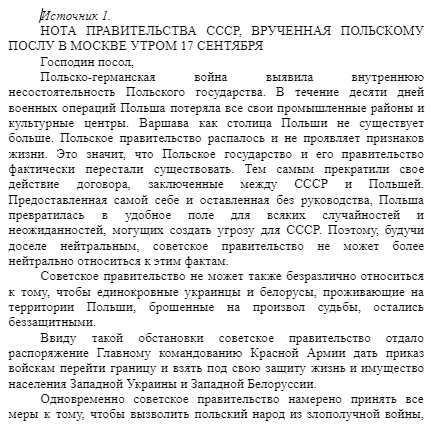 Источник 1.
НОТА ПРАВИТЕЛЬСТВА СССР, ВРУЧЕННАЯ ПОЛЬСКОМУ
ПОСЛУ В МОСКВЕ УТРОМ 17 СЕНТЯБРЯ
Господин посол,
Польско-германская война выявила внутреннюю
несостоятельность Польского государства. В течение десяти дней
военных операций Польша потеряла все свои промышленные районы и
культурные центры. Варшава как столица Польши не существует
больше. Польское правительство распалось и не проявляет признаков
жизни. Это значит, что Польское государство и его правительство
фактически перестали существовать. Тем самым прекратили свое
действие договора, заключенные между СССР и Польшей.
Предоставленная самой себе и оставленная без руководства, Польша
превратилась в удобное поле для всяких случайностей и
неожиданностей, могущих создать угрозу для СССР. Поэтому, будучи
доселе нейтральным, советское правительство не может более
нейтрально относиться к этим фактам.
Советское правительство не может также безразлично относиться
к тому, чтобы единокровные украинцы и белорусы, проживающие на
территории Польши, брошенные на произвол судьбы, остались
беззащитными.
Ввиду такой обстановки советское правительство отдало
распоряжение Главному командованию Красной Армии дать приказ
войскам перейти границу и взять под свою защиту жизнь и имущество
населения Западной Украины и Западной Белоруссии.
Одновременно советское правительство намерено принять все
меры к тому, чтобы вызволить польский народ из злополучной войны,